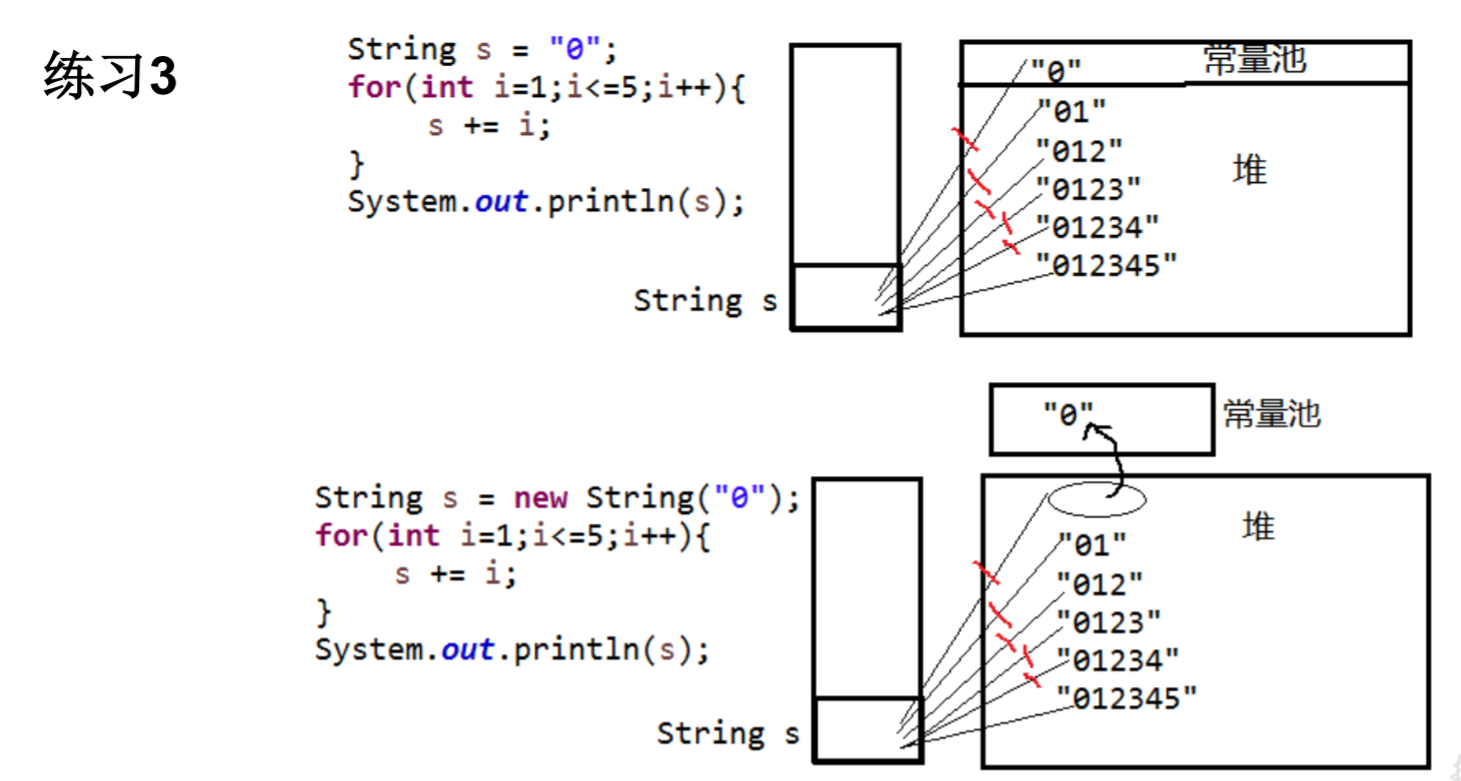 练习3
String s = "0";
for(int i=1;i<=5;i++){
s += i;
}
System.out.println(s);
String s
常量池
"0"
"01"
"012"
"0123"
"01234"
"012345"
堆
"0"
常量池
String s = new String("0");
for(int i=1;i<=5;i++){
s += i;
}
System.out.println(s);
String s
堆
"01"
"012"
"0123"
"01234"
"012345"